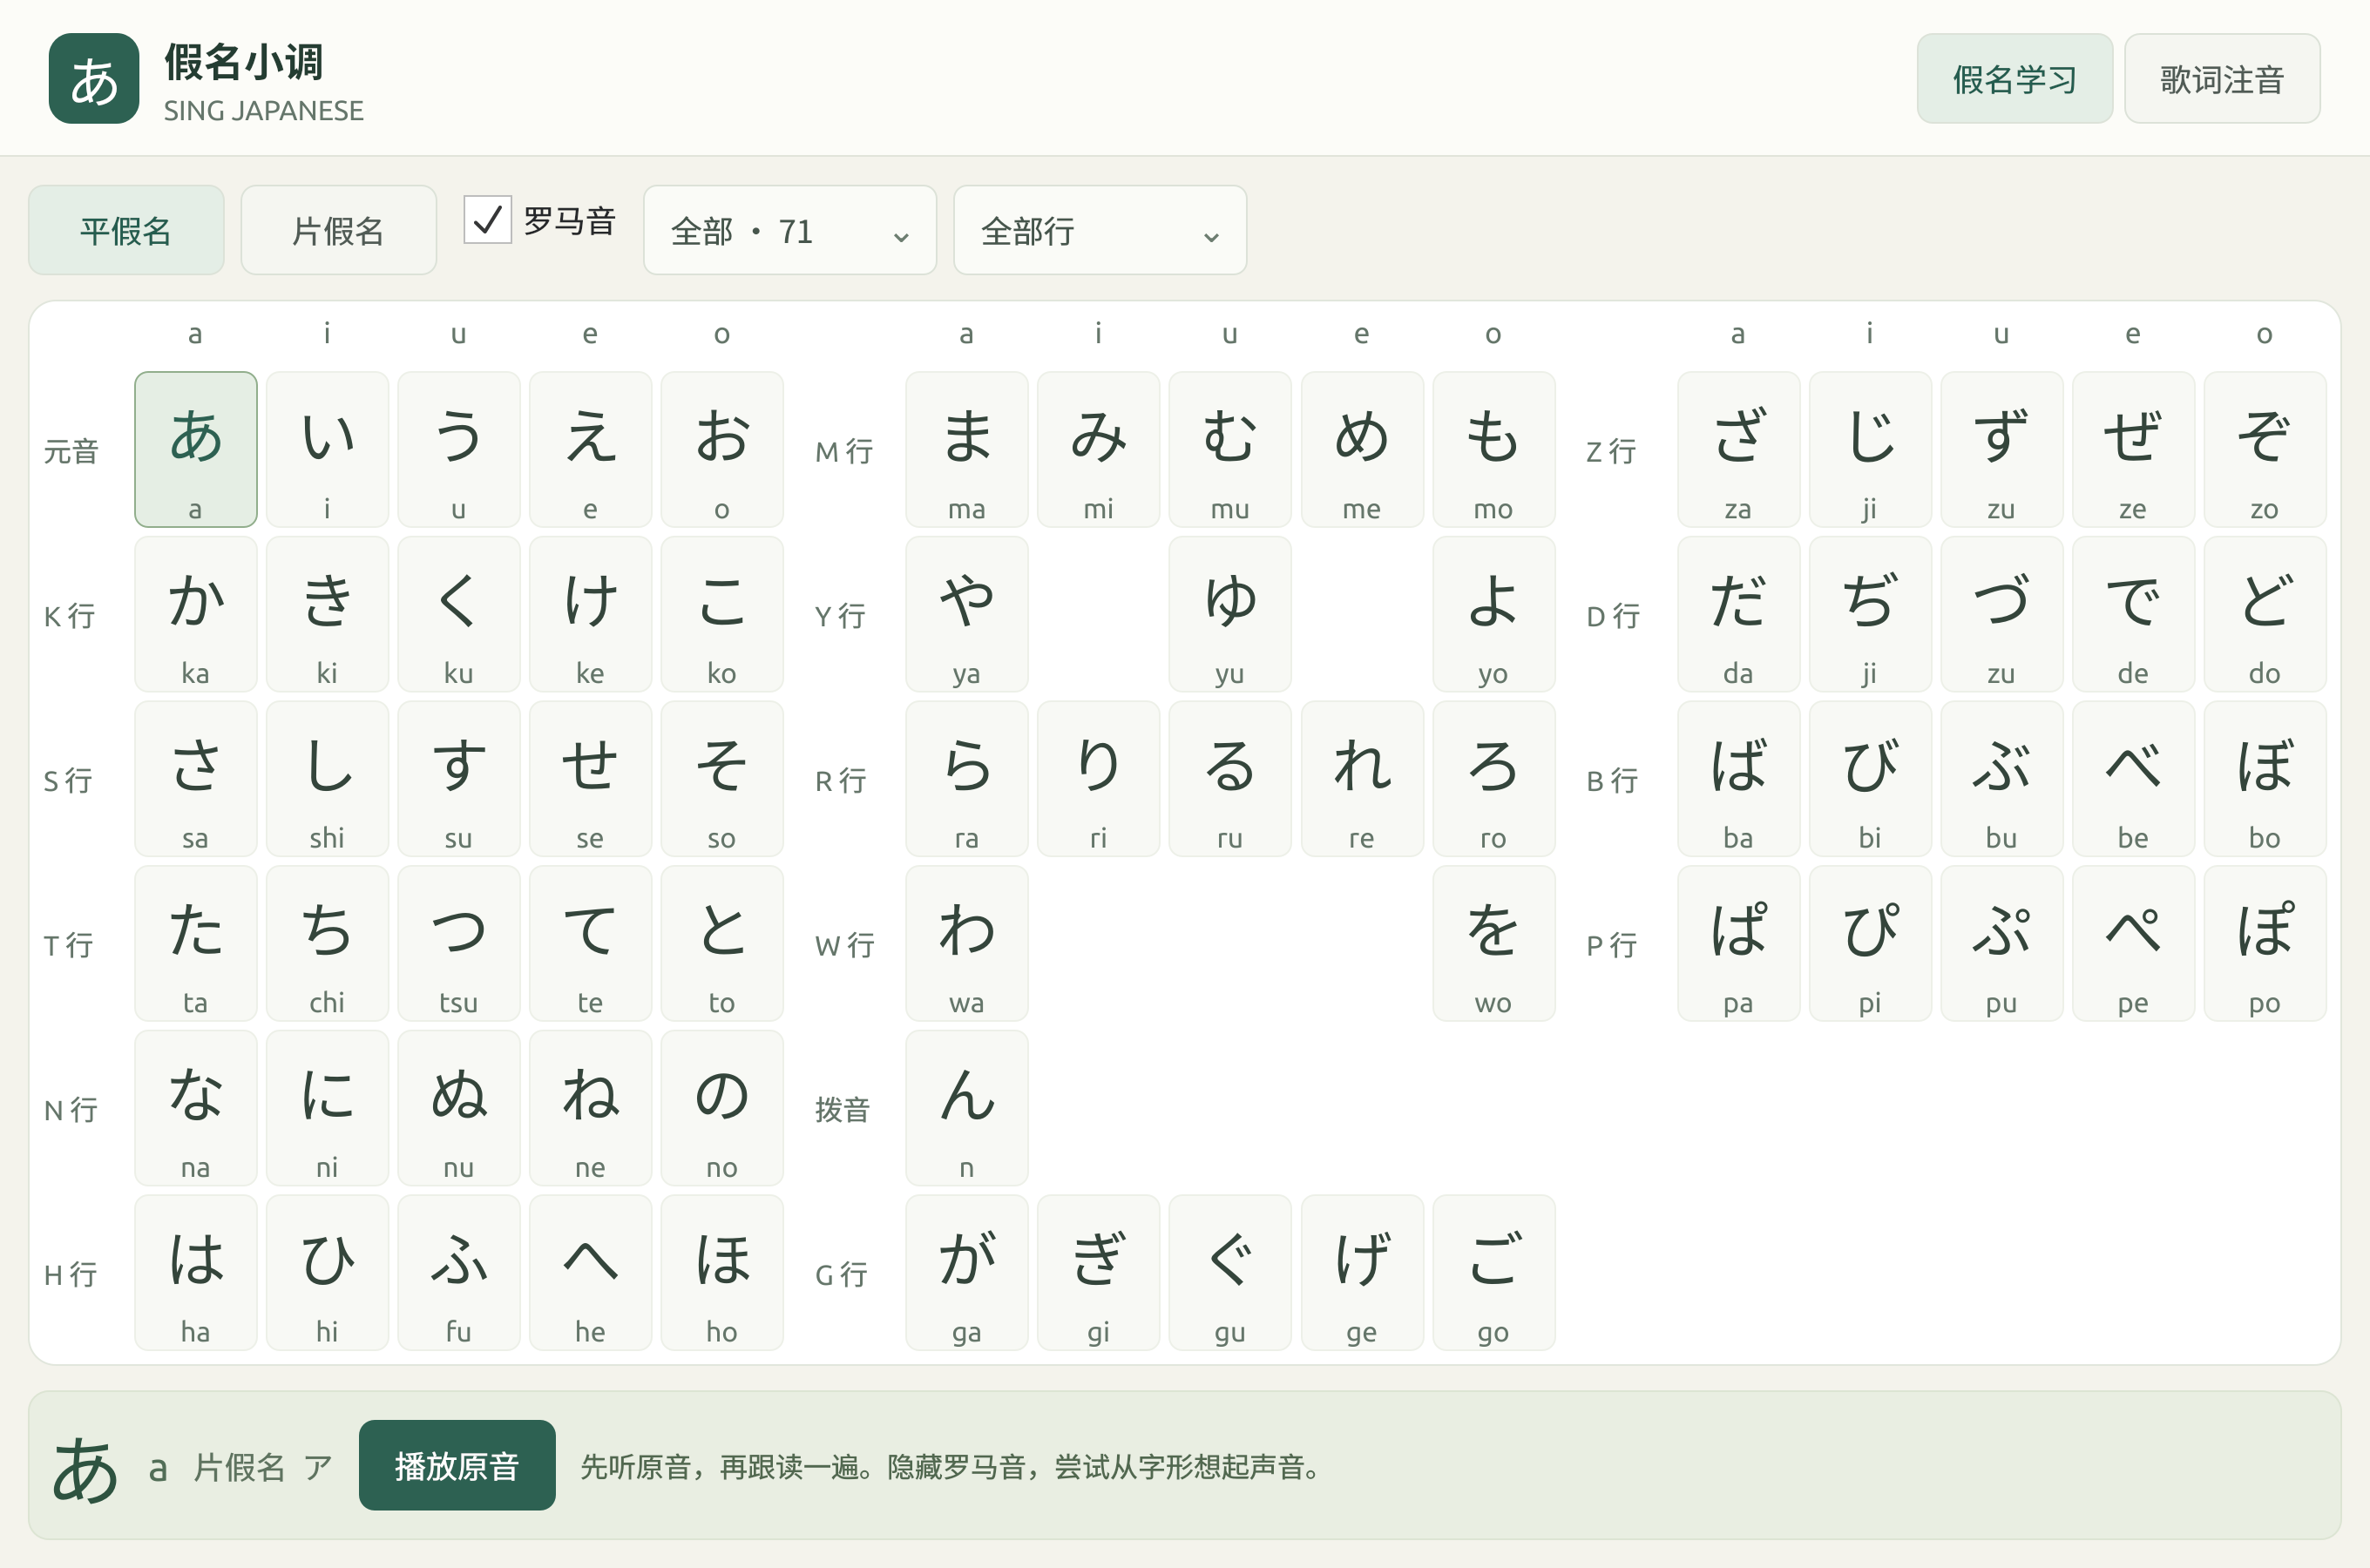 あ
假名小调
SING JAPANESE
假名学习
歌词注音
平假名
片假名
罗马音
全部 · 71
全部行
a i u e o a i u e o a i u e o
元音 あ い う え お M 行 ま み む め も Z 行 ざ じ ず ぜ ぞ
a i u e o ma mi mu me mo za ji zu ze zo
K 行 か き く け こ Y 行 や ゆ よ D 行 だ ぢ づ で ど
ka ki ku ke ko ya yu yo da ji zu de do
S 行 さ し す せ そ R 行 ら り る れ ろ B 行 ば び ぶ べ ぼ
sa shi su se so ra ri ru re ro ba bi bu be bo
T 行 た ち つ て と W 行 わ を P 行 ぱ ぴ ぷ ぺ ぽ
ta chi tsu te to wa wo pa pi pu pe po
N 行 な に ぬ ね の 拨音 ん
na ni nu ne no n
H 行 は ひ ふ へ ほ G 行 が ぎ ぐ げ ご
ha hi fu he ho ga gi gu ge go
あ a 片假名 ア 播放原音 先听原音，再跟读一遍。隐藏罗马音，尝试从字形想起声音。